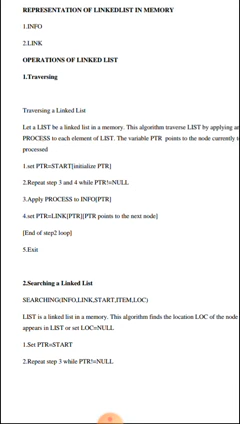 REPRESENTATION OF LINKEDLIST IN MEMORY
1.INFO
2.LINK
OPERATIONS OF LINKED LIST
1.Traversing
Traversing a Linked List
Let a LIST be a linked list in a memory. This algorithm traverse LIST by applying an
PROCESS to each element of LIST. The variable PTR points to the node currently
processed
1.set PTR=START[initialize PTR]
2.Repeat step 3 and 4 while PTR!=NULL
3.Apply PROCESS to INFO[PTR]
4.set PTR=LINK[PTR][PTR points to the next node]
[End of step2 loop]
5.Exit
2.Searching a Linked List
SEARCHING(INFO,LINK,START,ITEM,LOC)
LIST is a linked list in a memory. This algorithm finds the location LOC of the node
appears in LIST or set LOC=NULL
1.Set PTR=START
2.Repeat step 3 while PTR!=NULL